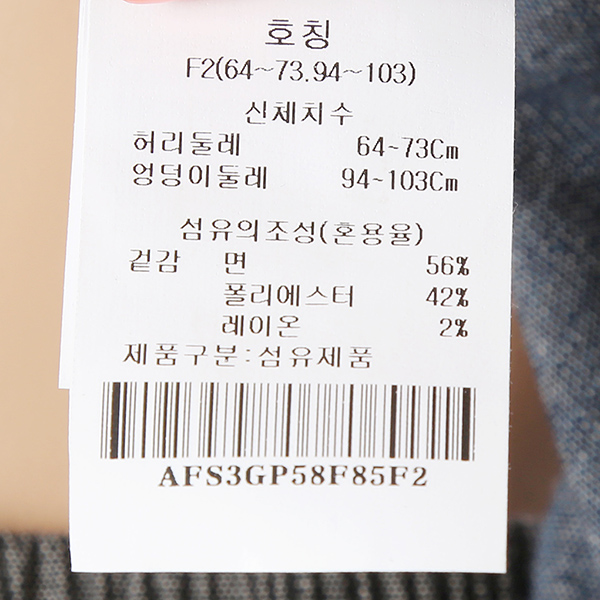 호칭
F2(64~73.94~103)
신체치수
허리둘레 64~73Cm
엉덩이둘레 94~103Cm
섬유의조성(혼용율)
겉감 면 56%
폴리에스터 42%
레이온 2%
제품구분:섬유제품
AFS3GP58F85F2